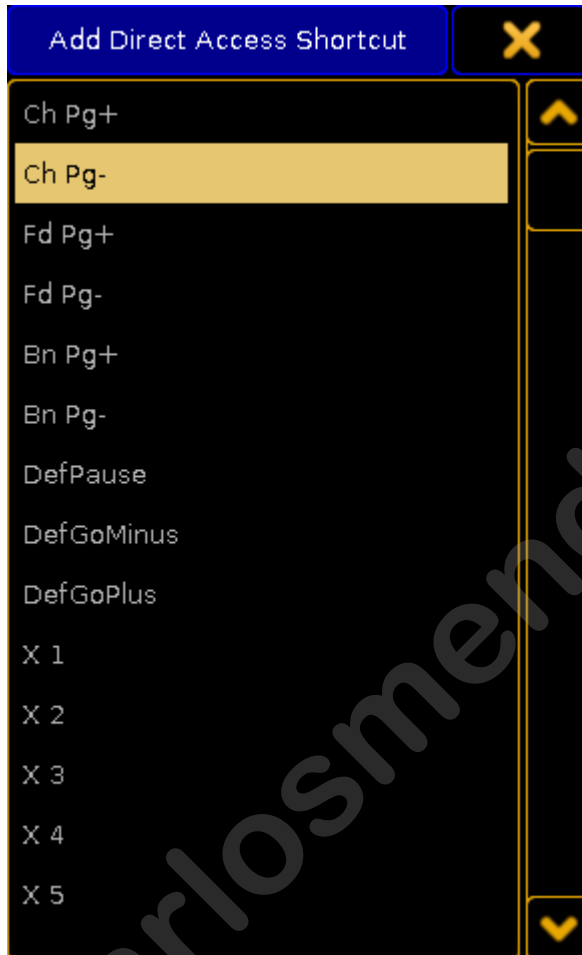 Add Direct Access Shortcut
Ch Pg+
Ch Pg-
Fd Pg+
Fd Pg-
Bn Pg+
Bn Pg-
DefPause
DefGoMinus
DefGoPlus
X 1
X 2
X 3
X 4
X 5